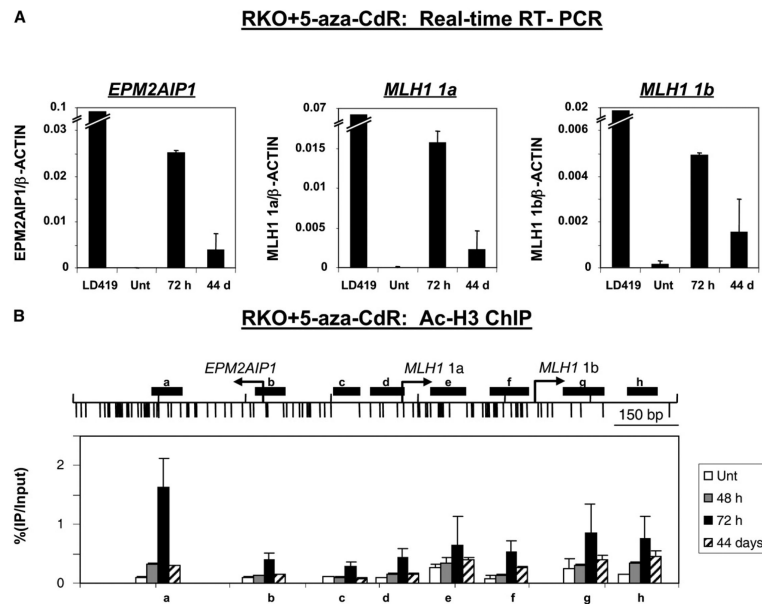 A
RKO+5-aza-CdR: Real-time RT- PCR
EPM2AIP1
MLH1 1a
MLH1 1b
EPM2AIP1/β-ACTIN
0.1
0.03
0.02
0.01
0
LD419 Unt 72 h 44 d
MLH1 1a/β-ACTIN
0.07
0.015
0.01
0.005
0
LD419 Unt 72 h 44 d
MLH1 1b/β-ACTIN
0.02
0.006
0.004
0.002
0
LD419 Unt 72 h 44 d
B
RKO+5-aza-CdR: Ac-H3 ChIP
EPM2AIP1 MLH1 1a MLH1 1b
a b c d e f g h
150 bp
%(IP/Input)
2
1
0
a b c d e f g h
Unt
48 h
72 h
44 days